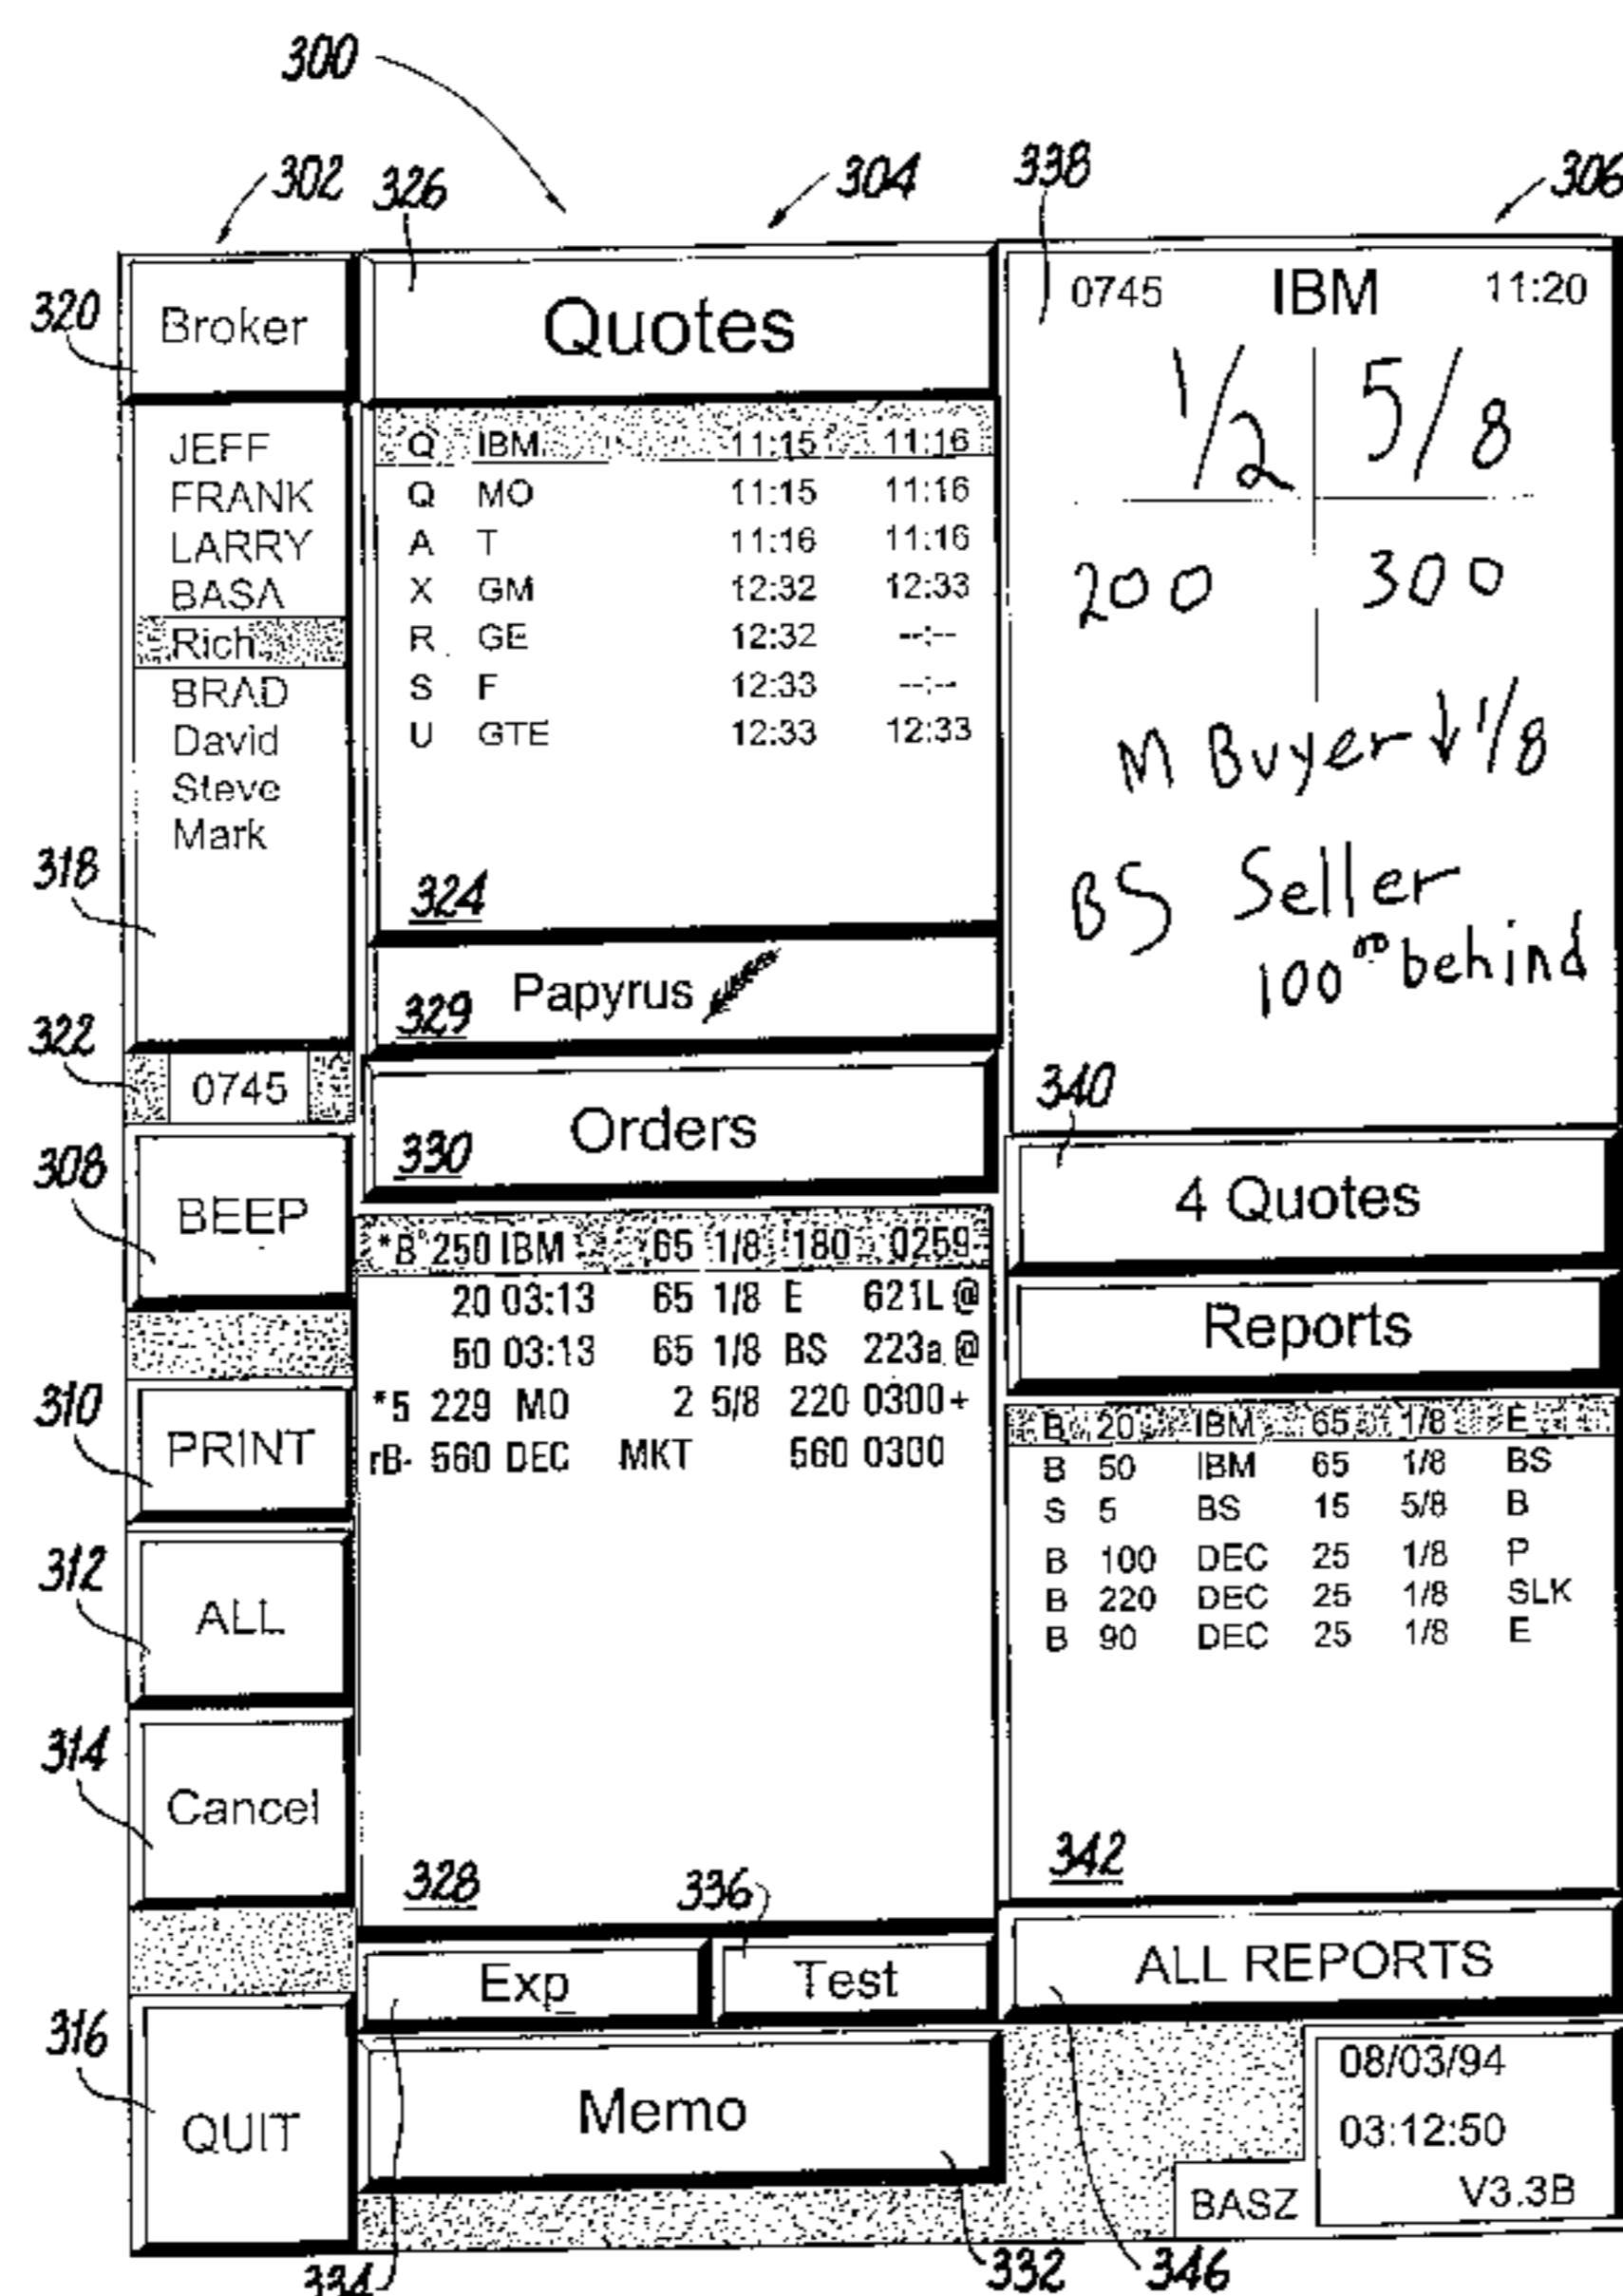 300
302 326 304 338 306
320 Broker
JEFF
FRANK
LARRY
BASA
Rich
BRAD
David
Steve
Mark
318
322 0745
308 BEEP
310 PRINT
312 ALL
314 Cancel
316 QUIT
Quotes
Q IBM 11:15 11:16
Q MO 11:15 11:16
A T 11:16 11:16
X GM 12:32 12:33
R GE 12:32 --:--
S F 12:33 --:--
U GTE 12:33 12:33
324
329 Papyrus
330 Orders
*B° 250 IBM 65 1/8 180 0259-
20 03:13 65 1/8 E 621L @
50 03:13 65 1/8 BS 223a @
*5 229 MO 2 5/8 220 0300+
rB- 560 DEC MKT 560 0300
328 336
Exp Test
Memo
334 332 346
0745 IBM 11:20
1/2 5/8
200 300
M Buyer ↓ 1/8
BS Seller
100⁰⁰ behind
340
4 Quotes
Reports
B 20 IBM 65 1/8 E
B 50 IBM 65 1/8 BS
S 5 BS 15 5/8 B
B 100 DEC 25 1/8 P
B 220 DEC 25 1/8 SLK
B 90 DEC 25 1/8 E
342
ALL REPORTS
08/03/94
03:12:50
V3.3B
BASZ